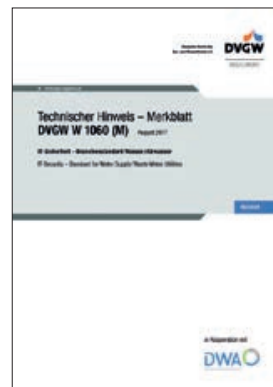 DVGW
REGELWERK
Technischer Hinweis – Merkblatt
DVGW W 1060 (M) August 2017
IT-Sicherheit – Branchenstandard Wasser/Abwasser
IT Security – Standard for Water Supply/Waste Water Utilities
in Kooperation mit
DWA